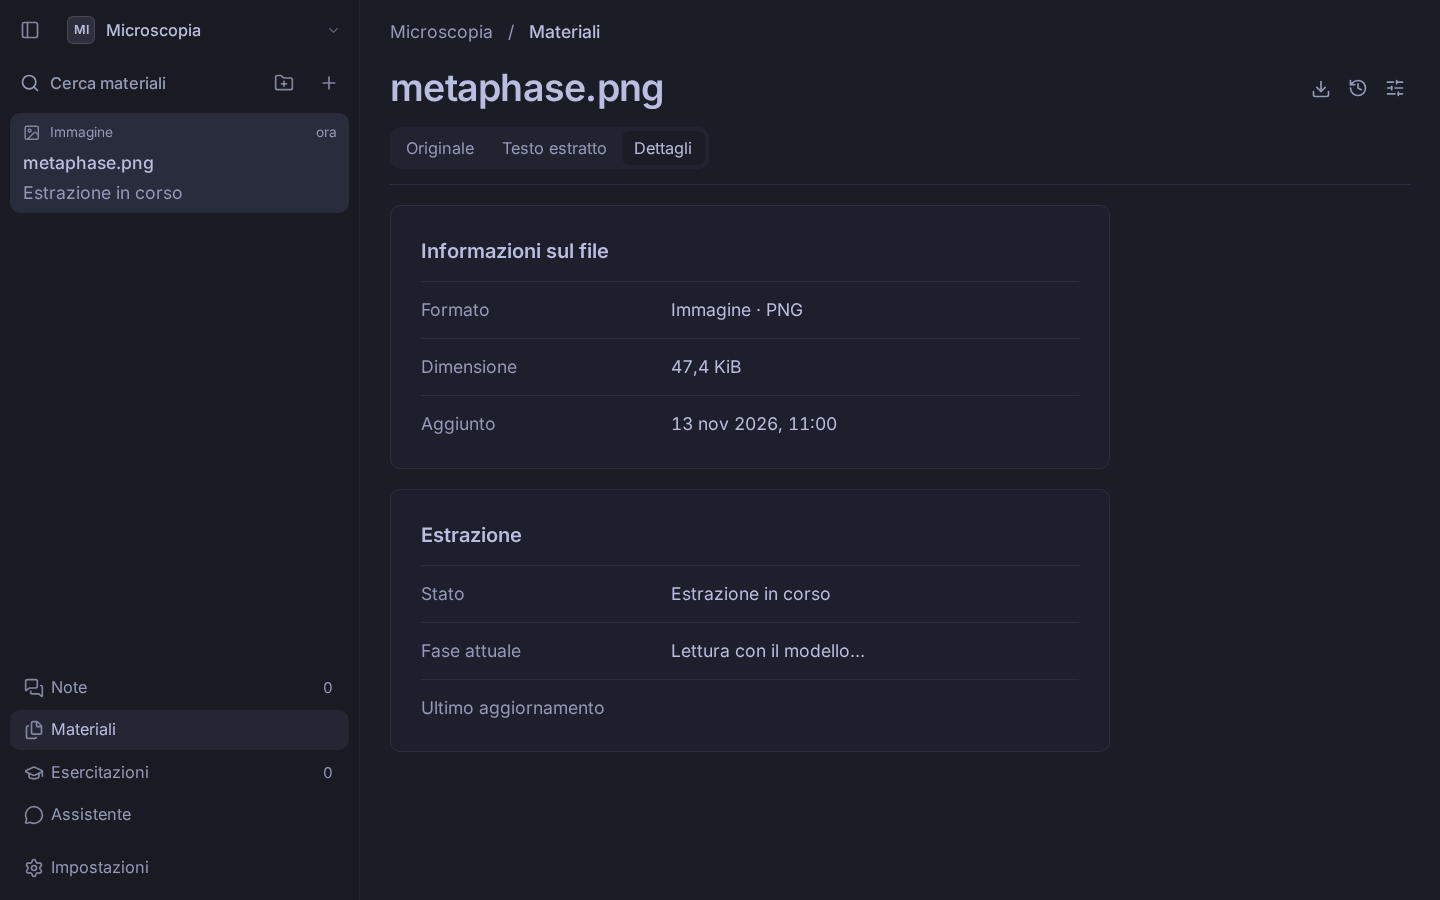 MI Microscopia
Cerca materiali
Immagine ora
metaphase.png
Estrazione in corso
Note 0
Materiali
Esercitazioni 0
Assistente
Impostazioni
Microscopia / Materiali
metaphase.png
Originale Testo estratto Dettagli
Informazioni sul file
Formato Immagine · PNG
Dimensione 47,4 KiB
Aggiunto 13 nov 2026, 11:00
Estrazione
Stato Estrazione in corso
Fase attuale Lettura con il modello...
Ultimo aggiornamento